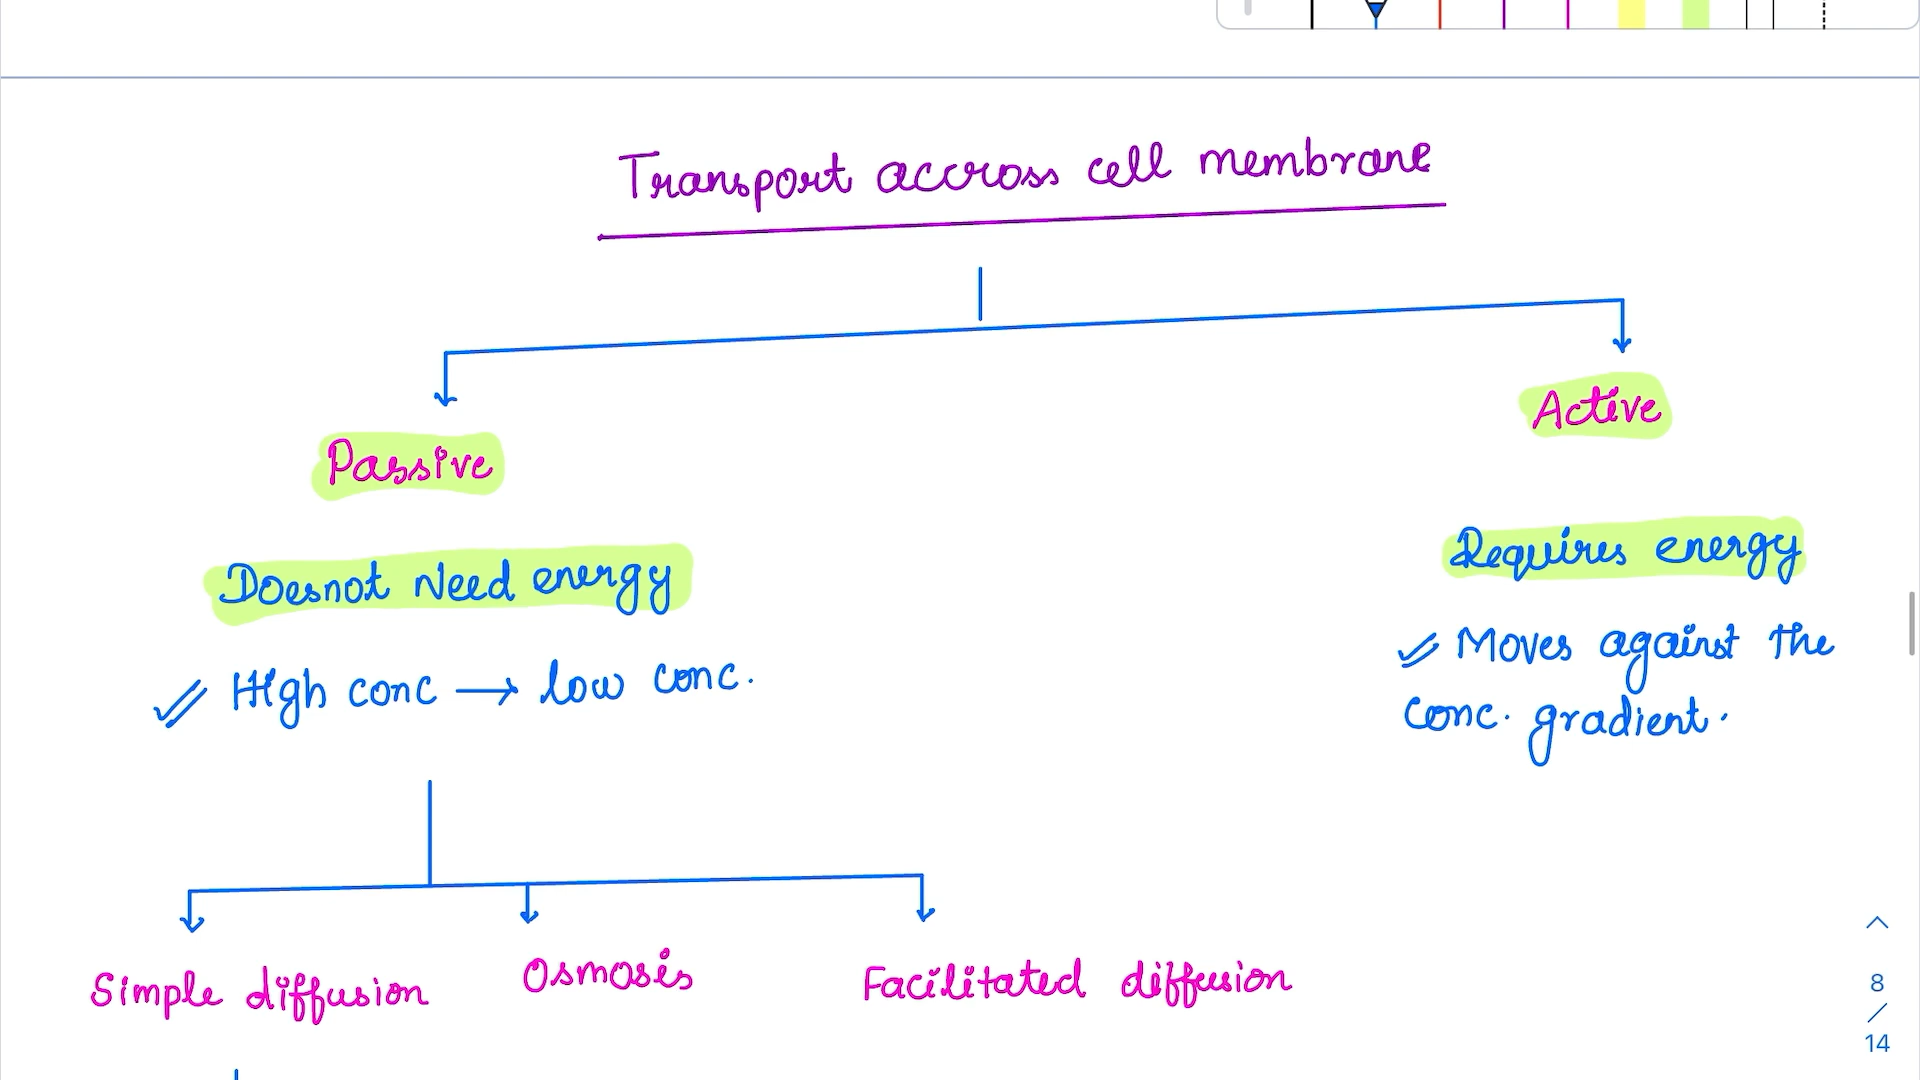 Transport accross cell membrane
Passive
Active
Doesnot Need energy
Requires energy
High conc → low conc.
Moves against the
conc. gradient.
Simple diffusion
Osmosis
Facilitated diffusion
8
/
14